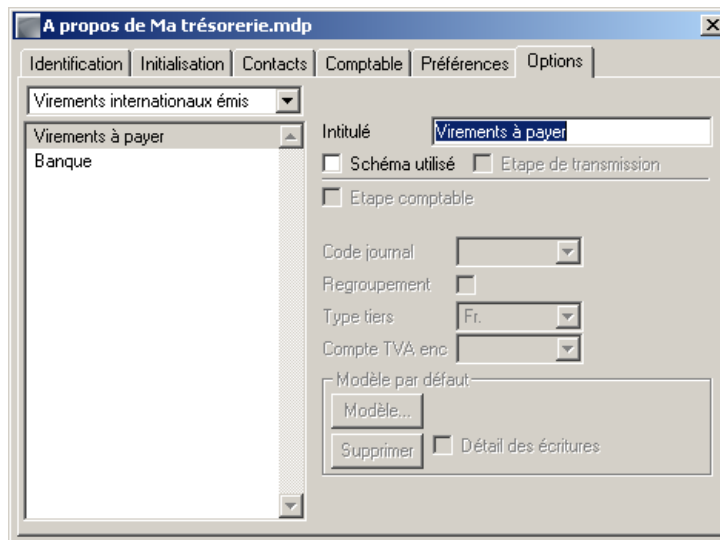 A propos de Ma trésorerie.mdp
Identification Initialisation Contacts Comptable Préférences Options
Virements internationaux émis
Virements à payer
Banque
Intitulé Virements à payer
Schéma utilisé Etape de transmission
Etape comptable
Code journal
Regroupement
Type tiers Fr.
Compte TVA enc
Modèle par défaut
Modèle...
Supprimer Détail des écritures